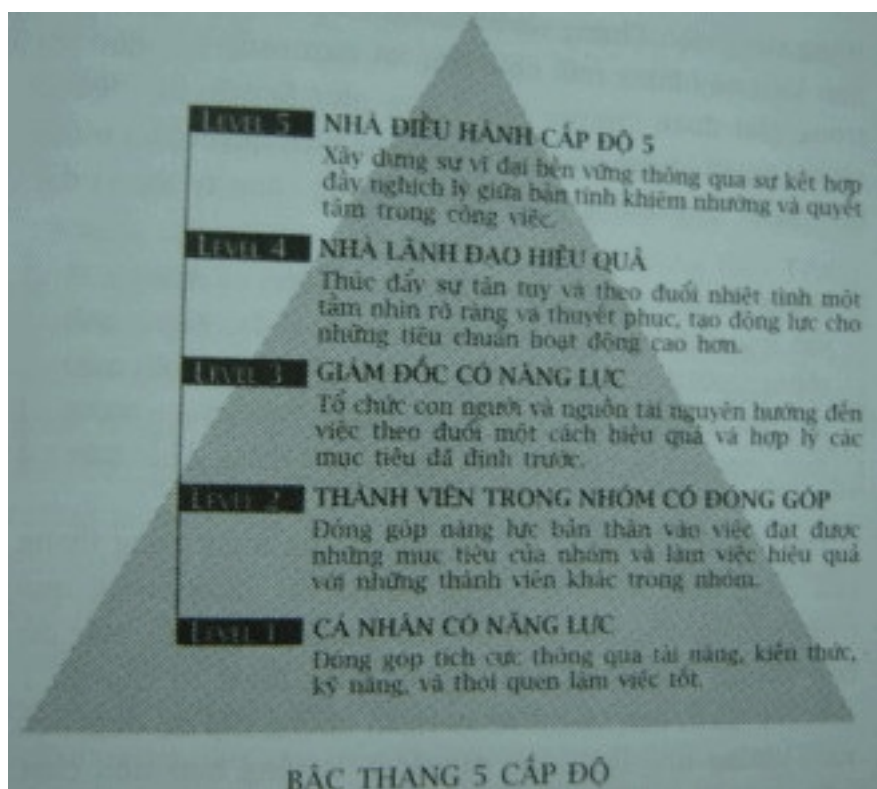 LEVEL 5 NHÀ ĐIỀU HÀNH CẤP ĐỘ 5
Xây dựng sự vĩ đại bền vững thông qua sự kết hợp
đầy nghịch lý giữa bản tính khiêm nhường và quyết
tâm trong công việc.
LEVEL 4 NHÀ LÃNH ĐẠO HIỆU QUẢ
Thúc đẩy sự tận tụy và theo đuổi nhiệt tình một
tầm nhìn rõ ràng và thuyết phục, tạo động lực cho
những tiêu chuẩn hoạt động cao hơn.
LEVEL 3 GIÁM ĐỐC CÓ NĂNG LỰC
Tổ chức con người và nguồn tài nguyên hướng đến
việc theo đuổi một cách hiệu quả và hợp lý các
mục tiêu đã định trước.
LEVEL 2 THÀNH VIÊN TRONG NHÓM CÓ ĐÓNG GÓP
Đóng góp năng lực bản thân vào việc đạt được
những mục tiêu của nhóm và làm việc hiệu quả
với những thành viên khác trong nhóm.
LEVEL 1 CÁ NHÂN CÓ NĂNG LỰC
Đóng góp tích cực thông qua tài năng, kiến thức,
kỹ năng, và thói quen làm việc tốt.
BẬC THANG 5 CẤP ĐỘ